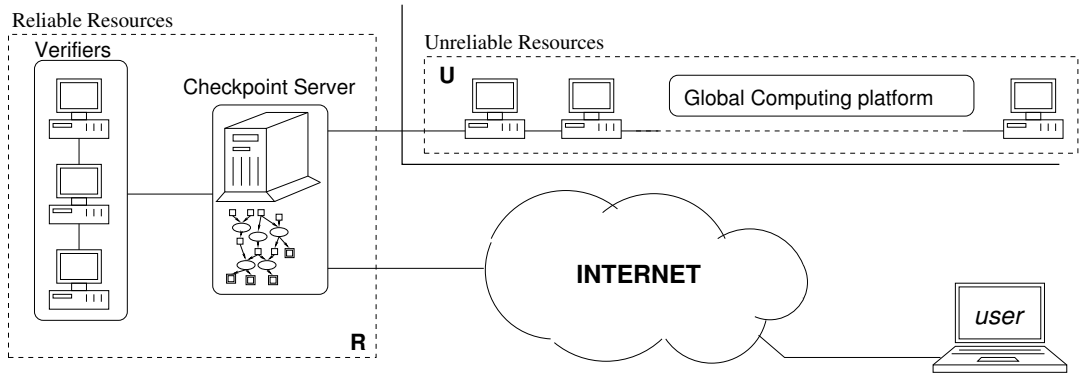 Reliable Resources
Verifiers
Checkpoint Server
R
Unreliable Resources
U
Global Computing platform
INTERNET
user